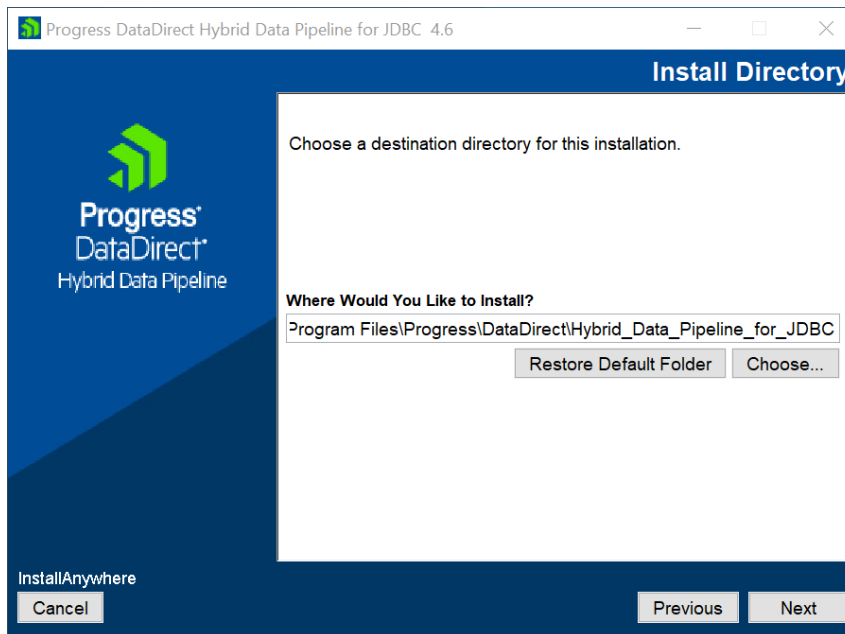 Progress DataDirect Hybrid Data Pipeline for JDBC 4.6
Install Directory
Progress
DataDirect
Hybrid Data Pipeline
Choose a destination directory for this installation.
Where Would You Like to Install?
Program Files\Progress\DataDirect\Hybrid_Data_Pipeline_for_JDBC
Restore Default Folder
Choose...
InstallAnywhere
Cancel
Previous
Next